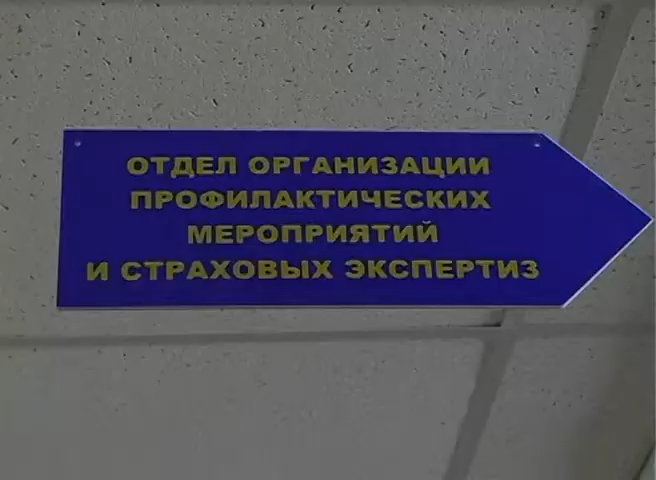 ОТДЕЛ ОРГАНИЗАЦИИ
ПРОФИЛАКТИЧЕСКИХ
МЕРОПРИЯТИЙ
И СТРАХОВЫХ ЭКСПЕРТИЗ